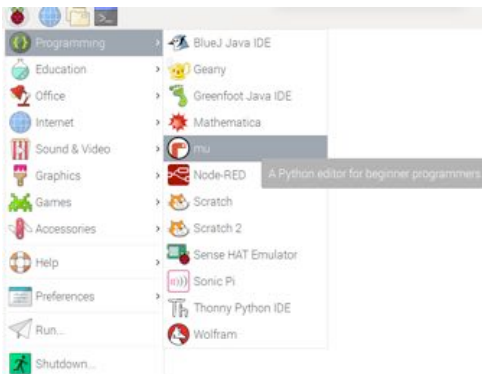 Programming
Education
Office
Internet
Sound & Video
Graphics
Games
Accessories
Help
Preferences
Run...
Shutdown...
BlueJ Java IDE
Geany
Greenfoot Java IDE
Mathematica
mu
Node-RED
Scratch
Scratch 2
Sense HAT Emulator
Sonic Pi
Thonny Python IDE
Wolfram
A Python editor for beginner programmers